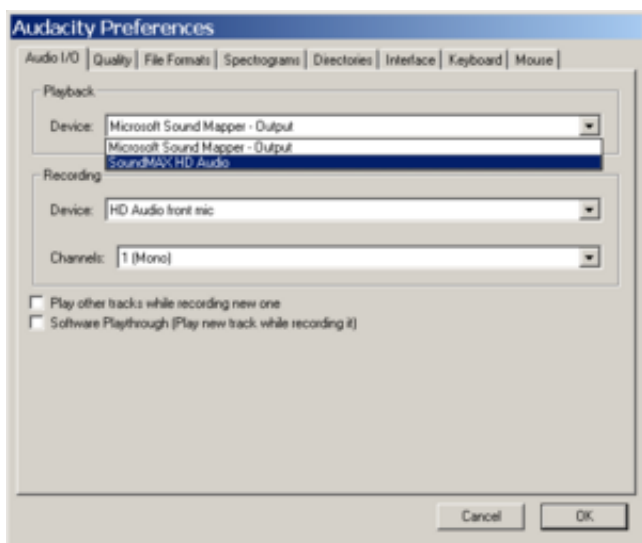 Audacity Preferences
Audio I/O Quality File Formats Spectrograms Directories Interface Keyboard Mouse
Playback
Device: Microsoft Sound Mapper - Output
Microsoft Sound Mapper - Output
SoundMAX HD Audio
Recording
Device: HD Audio front mic
Channels: 1 (Mono)
Play other tracks while recording new one
Software Playthrough (Play new track while recording it)
Cancel OK